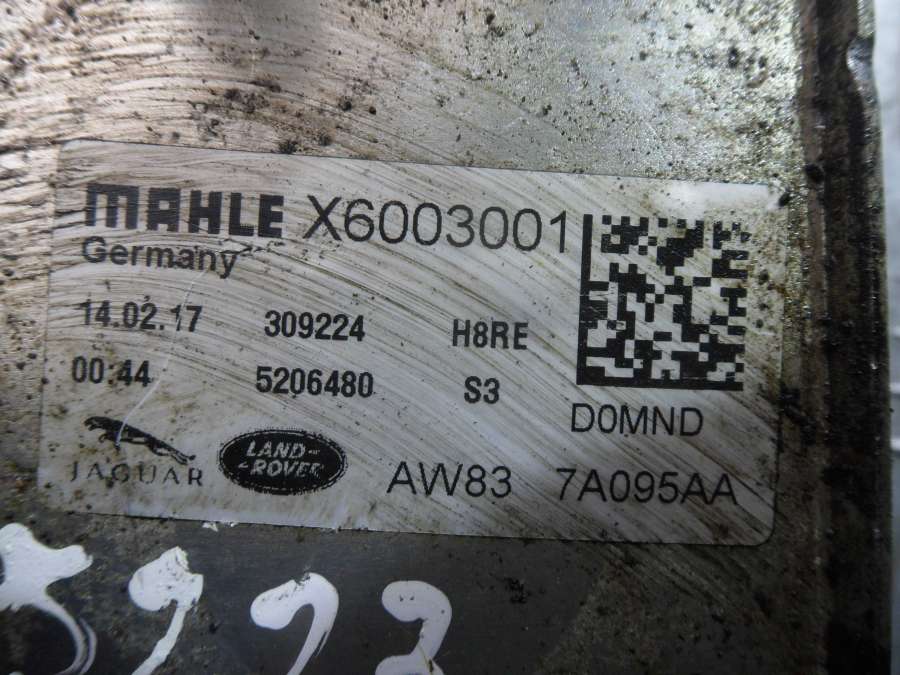 MAHLE X6003001
Germany
14.02.17 309224 H8RE
00:44 5206480 S3
D0MND
JAGUAR LAND-ROVER AW83 7A095AA